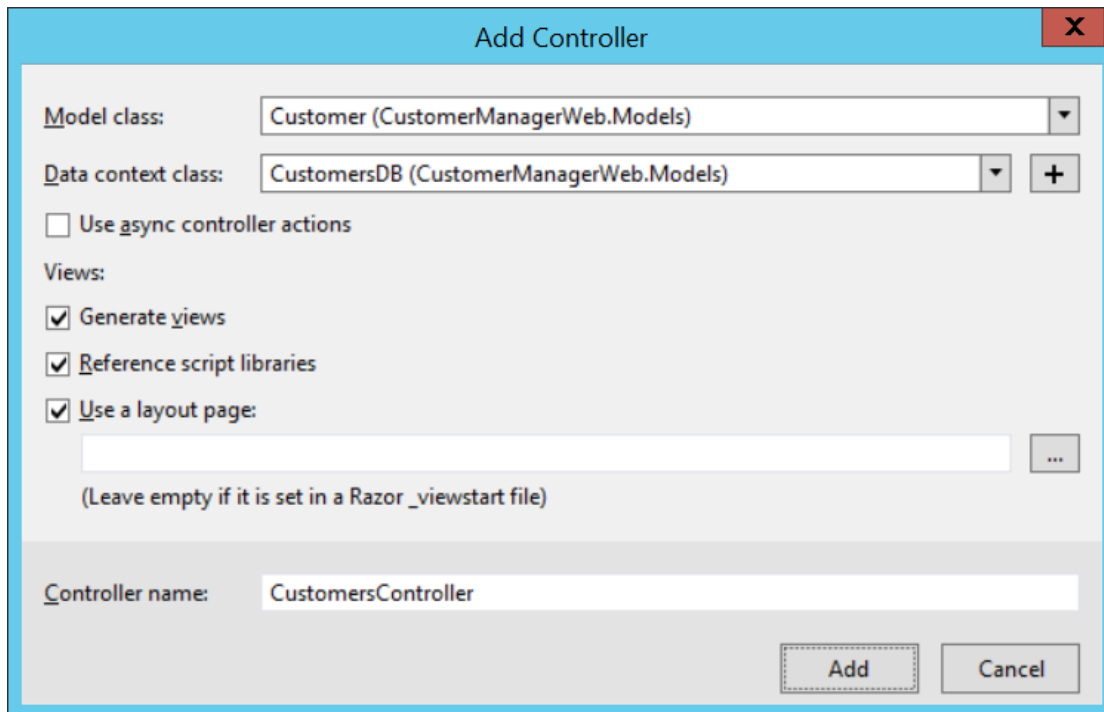 Add Controller
X
Model class: Customer (CustomerManagerWeb.Models)
Data context class: CustomersDB (CustomerManagerWeb.Models) +
Use async controller actions
Views:
Generate views
Reference script libraries
Use a layout page:
...
(Leave empty if it is set in a Razor _viewstart file)
Controller name: CustomersController
Add Cancel